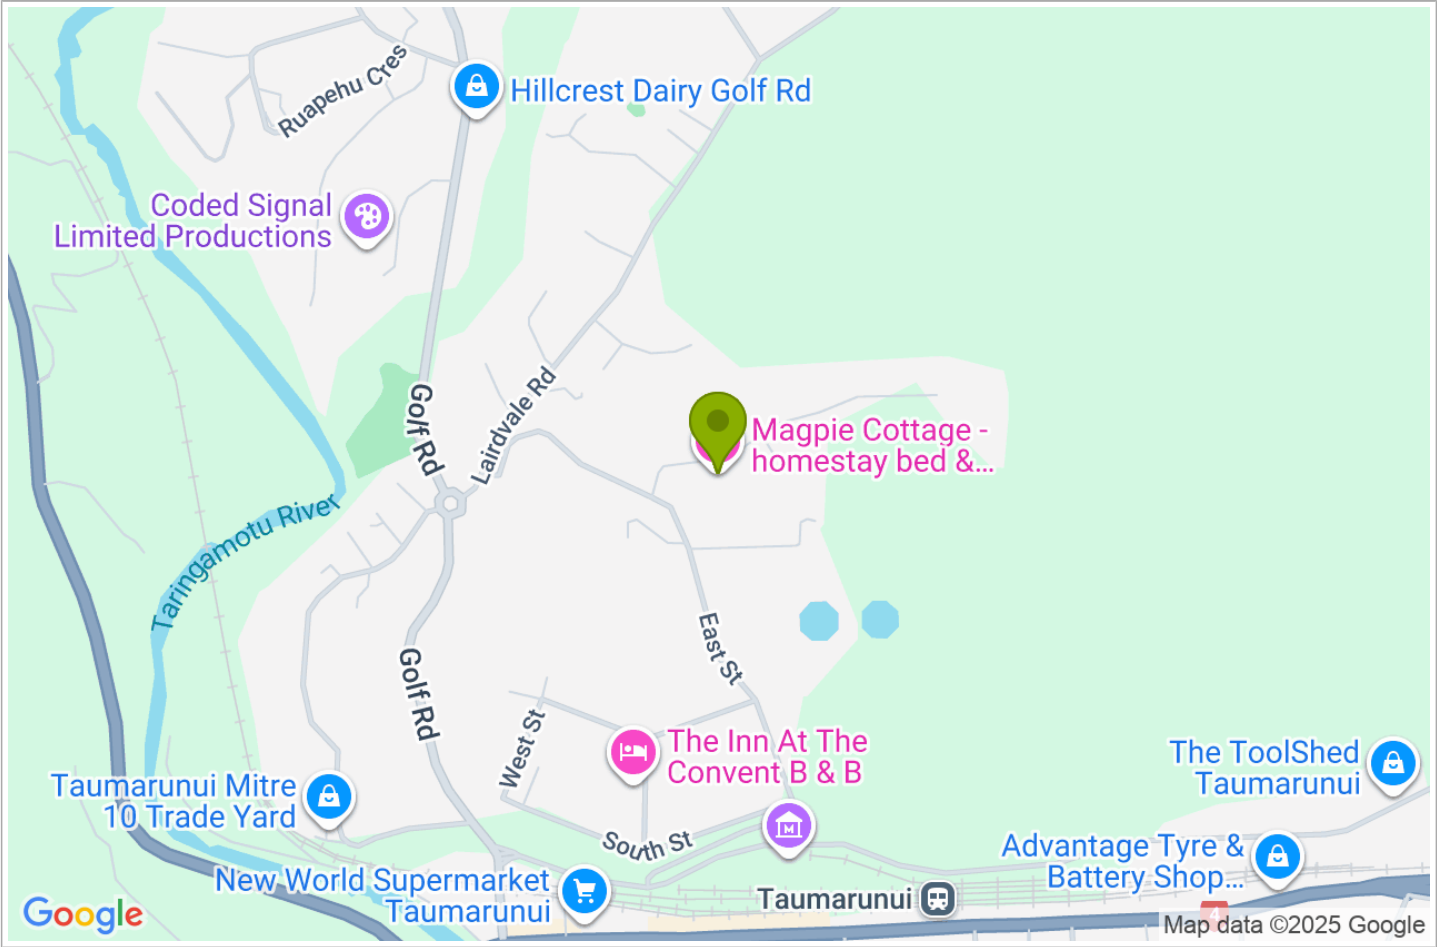 Ruapehu Cres
Hillcrest Dairy Golf Rd
Coded Signal
Limited Productions
Golf Rd
Lairdvale Rd
Magpie Cottage -
homestay bed &...
Taringamotu River
East St
Golf Rd
West St
The Inn At The
Convent B & B
The ToolShed
Taumarunui
Taumarunui Mitre
10 Trade Yard
South St
Advantage Tyre &
Battery Shop...
New World Supermarket
Taumarunui
Taumarunui
4
Google
Map data ©2025 Google